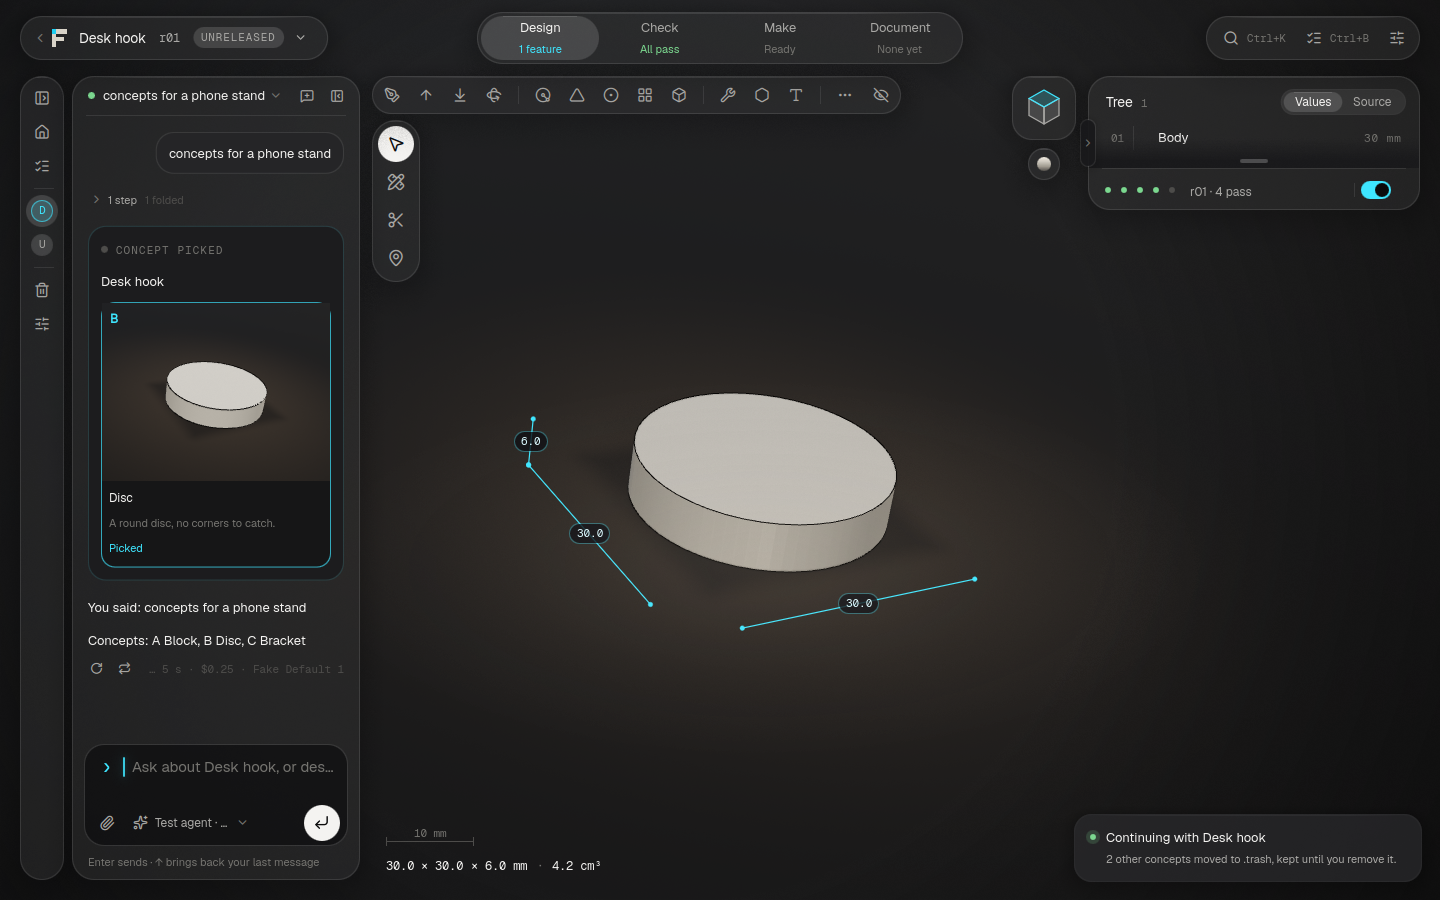 Desk hook r01 UNRELEASED
Design
1 feature
Check
All pass
Make
Ready
Document
None yet
Ctrl+K
Ctrl+B
concepts for a phone stand
concepts for a phone stand
1 step 1 folded
CONCEPT PICKED
Desk hook
B
Disc
A round disc, no corners to catch.
Picked
You said: concepts for a phone stand
Concepts: A Block, B Disc, C Bracket
… 5 s · $0.25 · Fake Default 1
Ask about Desk hook, or des…
Test agent · …
Enter sends · ↑ brings back your last message
D
U
6.0
30.0
30.0
10 mm
30.0 × 30.0 × 6.0 mm · 4.2 cm³
Tree 1
Values
Source
01 Body 30 mm
r01 · 4 pass
Continuing with Desk hook
2 other concepts moved to .trash, kept until you remove it.